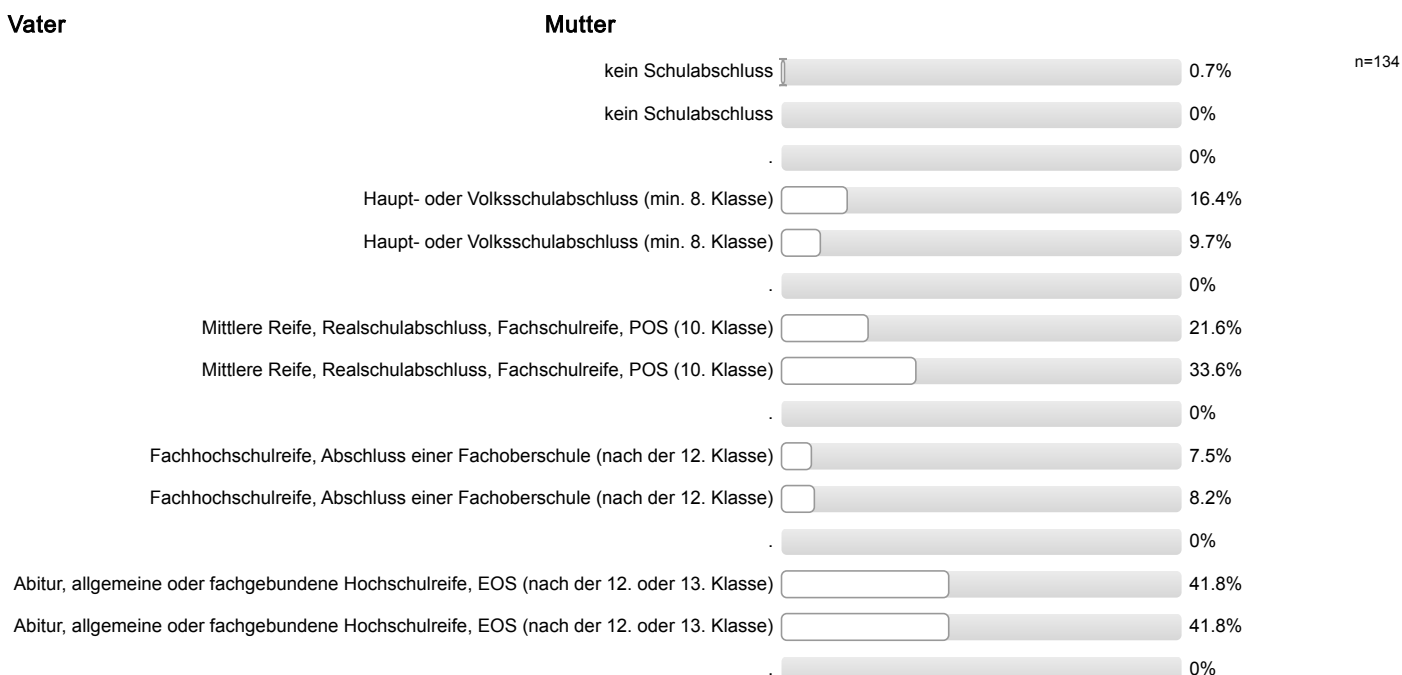 Vater Mutter
kein Schulabschluss 0.7% n=134
kein Schulabschluss 0%
. 0%
Haupt- oder Volksschulabschluss (min. 8. Klasse) 16.4%
Haupt- oder Volksschulabschluss (min. 8. Klasse) 9.7%
. 0%
Mittlere Reife, Realschulabschluss, Fachschulreife, POS (10. Klasse) 21.6%
Mittlere Reife, Realschulabschluss, Fachschulreife, POS (10. Klasse) 33.6%
. 0%
Fachhochschulreife, Abschluss einer Fachoberschule (nach der 12. Klasse) 7.5%
Fachhochschulreife, Abschluss einer Fachoberschule (nach der 12. Klasse) 8.2%
. 0%
Abitur, allgemeine oder fachgebundene Hochschulreife, EOS (nach der 12. oder 13. Klasse) 41.8%
Abitur, allgemeine oder fachgebundene Hochschulreife, EOS (nach der 12. oder 13. Klasse) 41.8%
. 0%